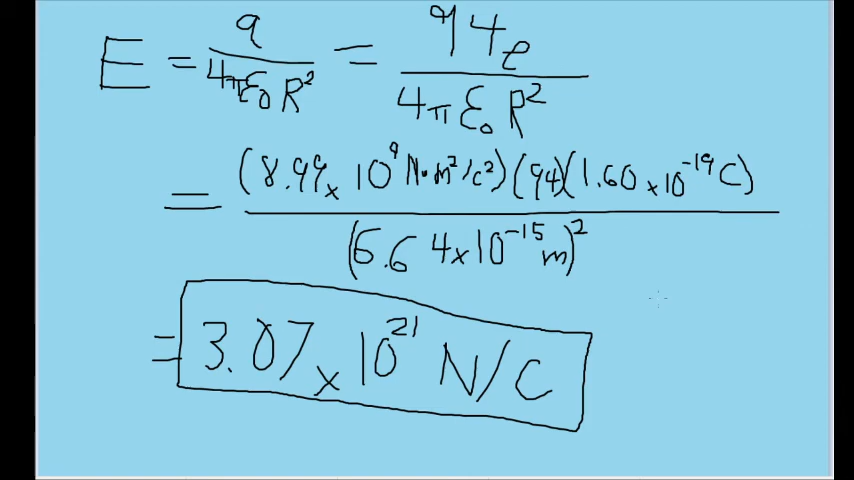 E = q/(4πε₀R²) = 94e/(4πε₀R²)
= (8.99 x 10⁹ N·m²/c²)(94)(1.60 x 10⁻¹⁹ C)/(6.64 x 10⁻¹⁵ m)²
= 3.07 x 10²¹ N/C